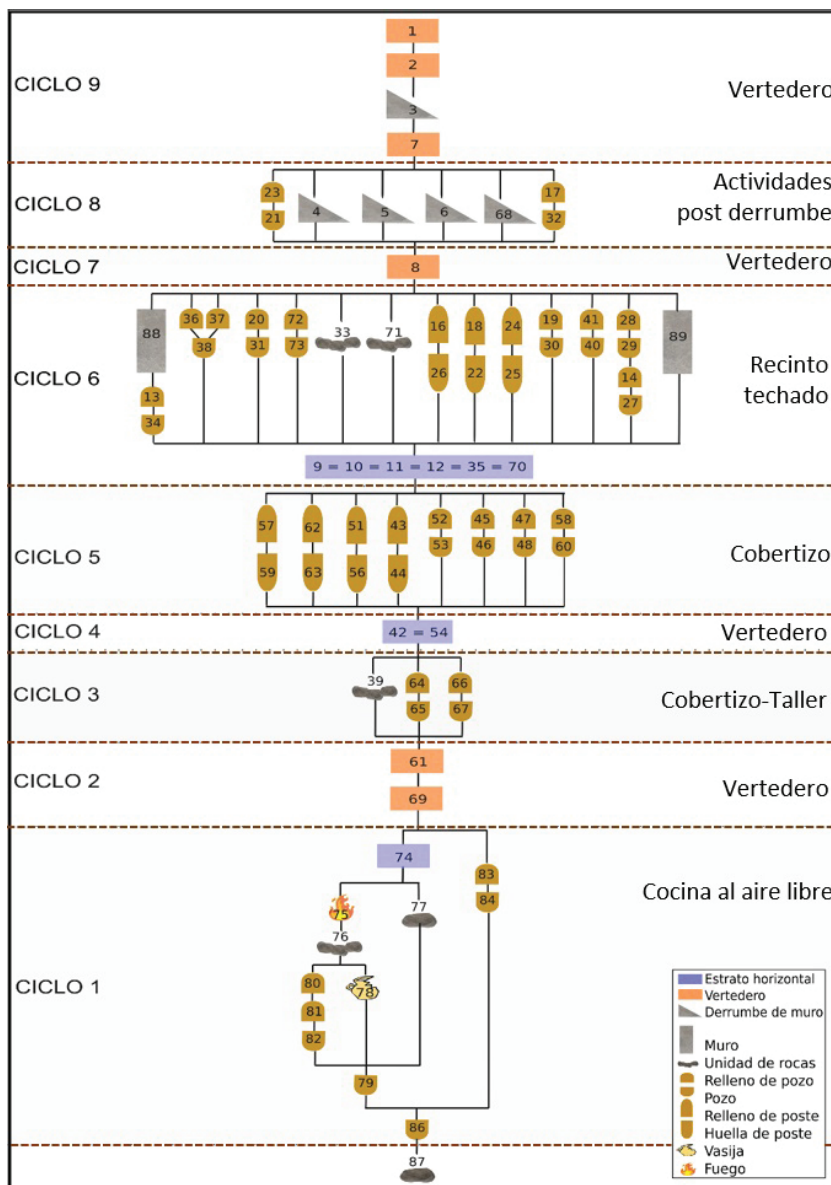 1
2
CICLO 9
3
Vertedero
7
CICLO 8
23
21
4
5
6
68
17
32
Actividades
post derrumbe
CICLO 7
8
Vertedero
CICLO 6
88
36
37
38
20
31
72
73
33
71
16
26
18
22
24
25
19
30
41
40
28
29
14
27
89
13
34
Recinto
techado
9 = 10 = 11 = 12 = 35 = 70
CICLO 5
57
59
62
63
51
56
43
44
52
53
45
46
47
48
58
60
Cobertizo
CICLO 4
42 = 54
Vertedero
CICLO 3
39
64
65
66
67
Cobertizo-Taller
61
CICLO 2
69
Vertedero
74
83
84
Cocina al aire libre
75
77
76
CICLO 1
80
78
81
82
79
86
87
Estrato horizontal
Vertedero
Derrumbe de muro
Muro
Unidad de rocas
Relleno de pozo
Pozo
Relleno de poste
Huella de poste
Vasija
Fuego